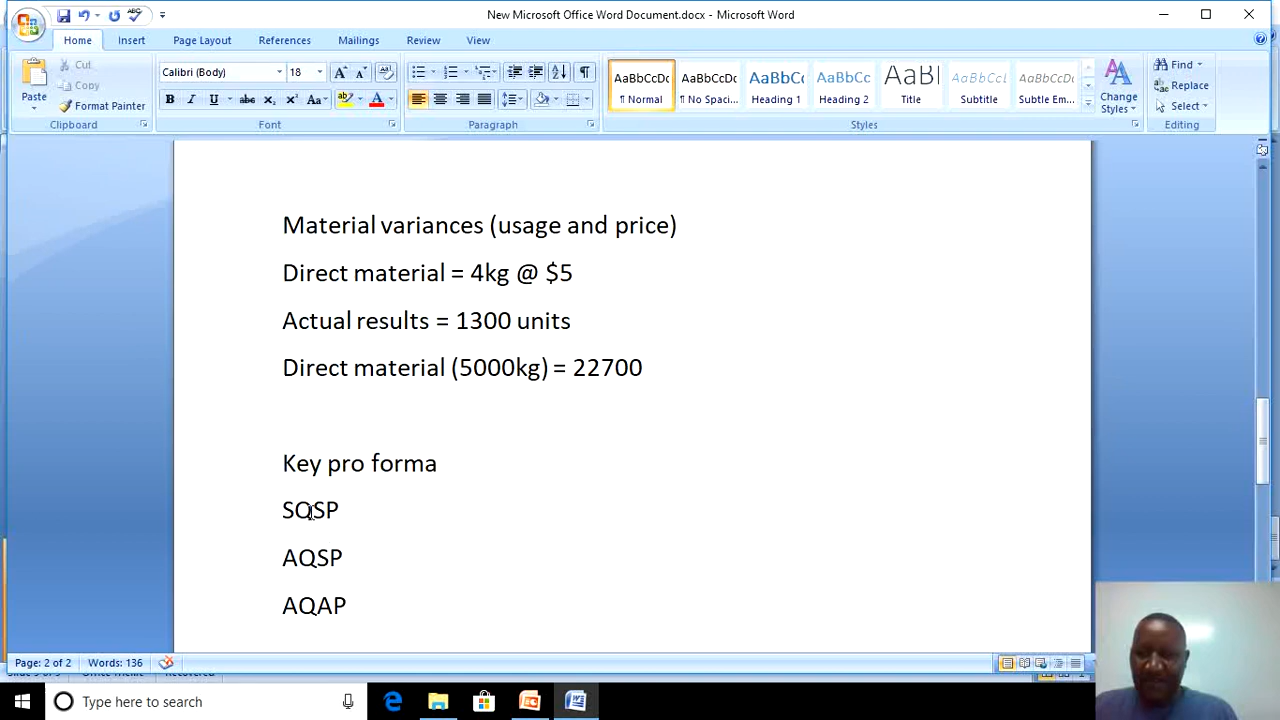 New Microsoft Office Word Document.docx - Microsoft Word
Home Insert Page Layout References Mailings Review View
Paste
Cut
Copy
Format Painter
Clipboard
Calibri (Body) 18
Font
Paragraph
AaBbCcDc AaBbCcDc AaBbCc AaBbCc AaBl AaBbCcL AaBbCcDc
¶ Normal ¶ No Spaci... Heading 1 Heading 2 Title Subtitle Subtle Em...
Change Styles
Styles
Find
Replace
Select
Editing
Material variances (usage and price)
Direct material = 4kg @ $5
Actual results = 1300 units
Direct material (5000kg) = 22700
Key pro forma
SQSP
AQSP
AQAP
Page: 2 of 2 Words: 136
Type here to search